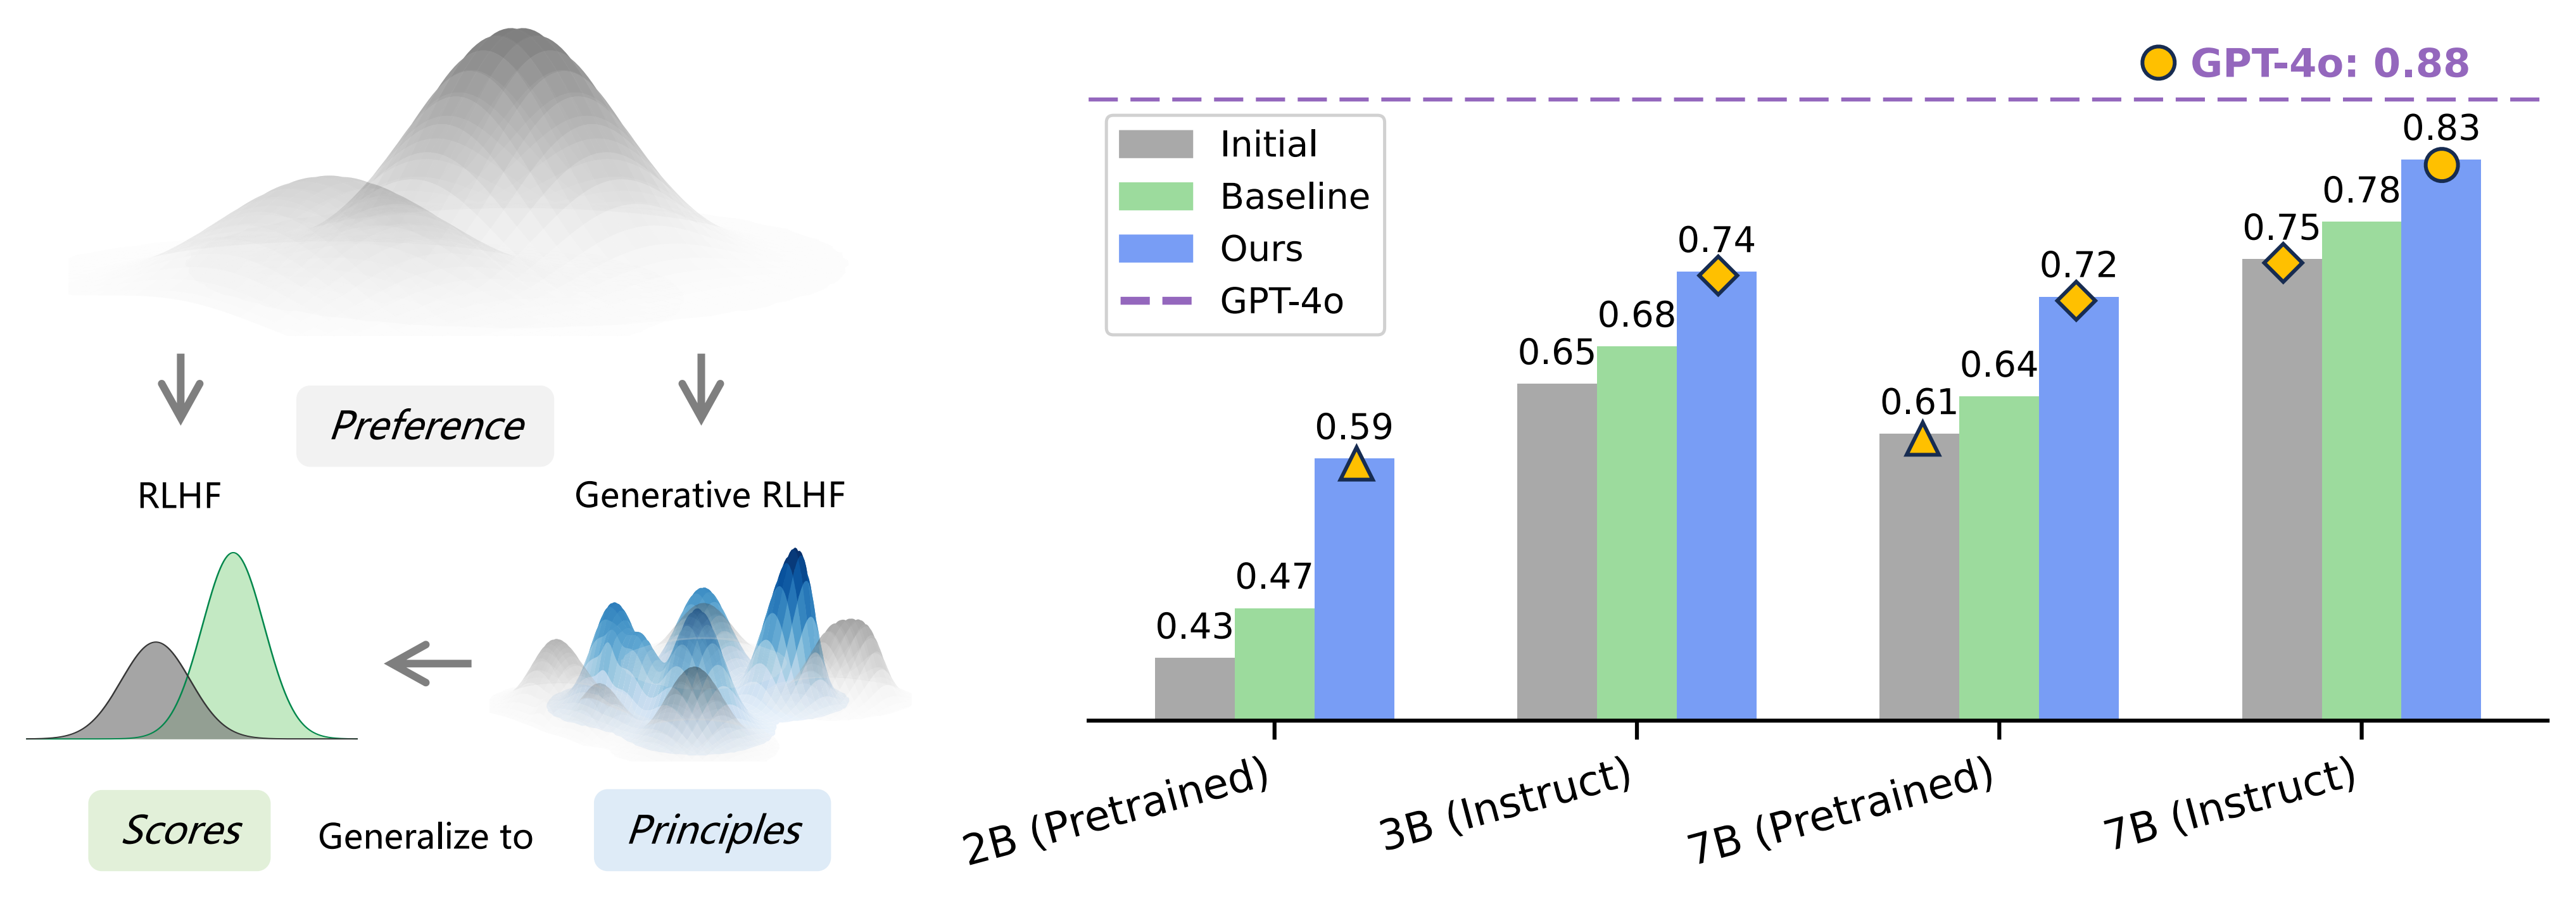 Preference
RLHF
Generative RLHF
Scores
Generalize to
Principles
GPT-4o: 0.88
Initial
Baseline
Ours
GPT-4o
0.43
0.47
0.59
0.65
0.68
0.74
0.61
0.64
0.72
0.75
0.78
0.83
2B (Pretrained)
3B (Instruct)
7B (Pretrained)
7B (Instruct)